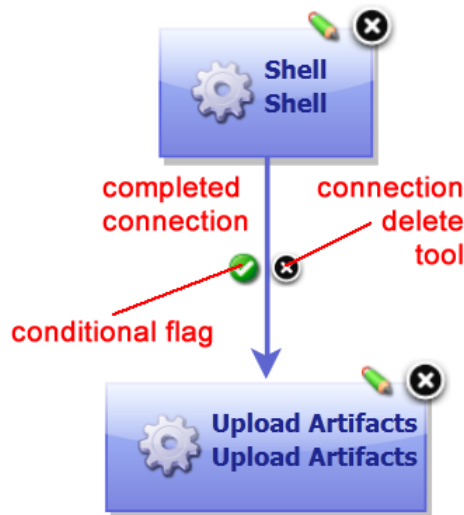 Shell
Shell
completed
connection
connection
delete
tool
conditional flag
Upload Artifacts
Upload Artifacts